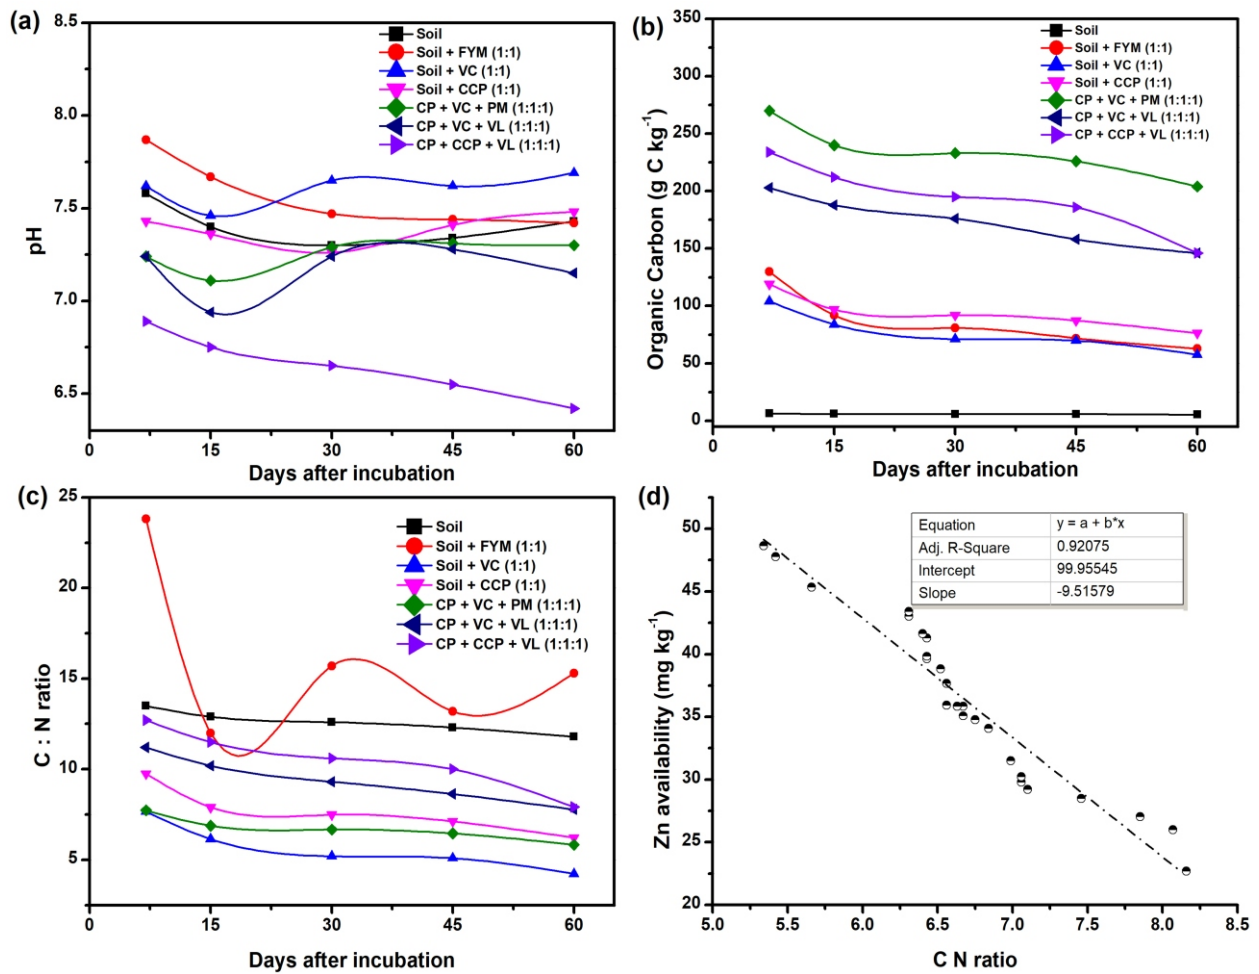 (a)
8.5
8.0
7.5
7.0
6.5
pH
Soil
Soil + FYM (1:1)
Soil + VC (1:1)
Soil + CCP (1:1)
CP + VC + PM (1:1:1)
CP + VC + VL (1:1:1)
CP + CCP + VL (1:1:1)
0 15 30 45 60
Days after incubation
(b)
350
300
250
200
150
100
50
0
Organic Carbon (g C kg-1)
Soil
Soil + FYM (1:1)
Soil + VC (1:1)
Soil + CCP (1:1)
CP + VC + PM (1:1:1)
CP + VC + VL (1:1:1)
CP + CCP + VL (1:1:1)
0 15 30 45 60
Days after incubation
(c)
25
20
15
10
5
C : N ratio
Soil
Soil + FYM (1:1)
Soil + VC (1:1)
Soil + CCP (1:1)
CP + VC + PM (1:1:1)
CP + VC + VL (1:1:1)
CP + CCP + VL (1:1:1)
0 15 30 45 60
Days after incubation
(d)
50
45
40
35
30
25
20
Zn availability (mg kg-1)
Equation y = a + b*x
Adj. R-Square 0.92075
Intercept 99.95545
Slope -9.51579
5.0 5.5 6.0 6.5 7.0 7.5 8.0 8.5
C N ratio